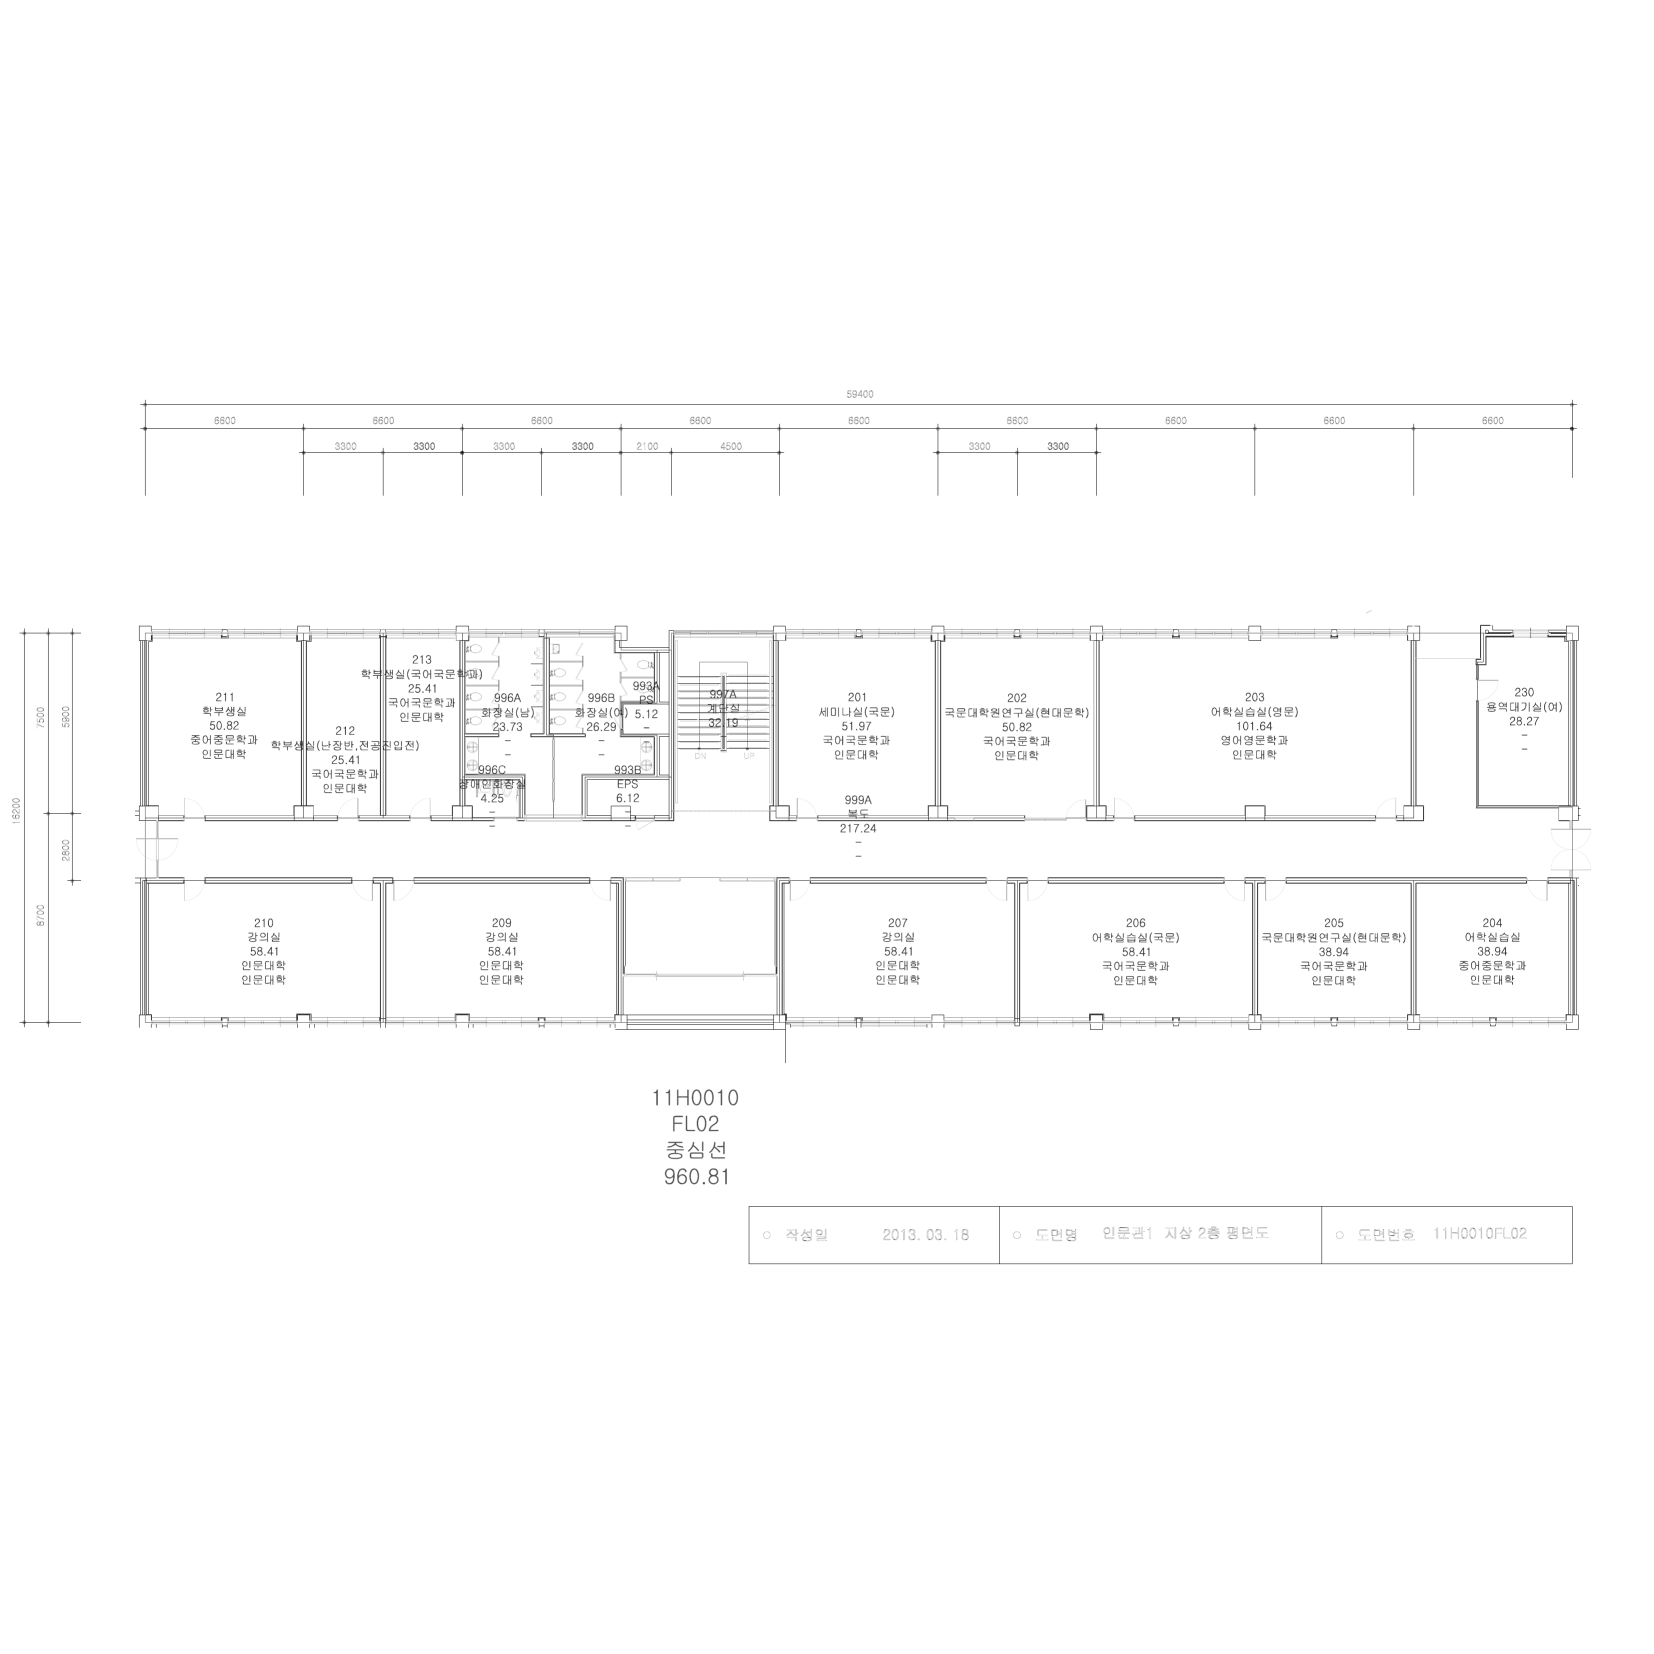 59400
6600 6600 6600 6600 6600 6600 6600 6600 6600
3300 3300 3300 3300 2100 4500 3300 3300
16200
7500
8700
5900
2800
211
학부생실
50.82
중어중문학과
인문대학
212
학부생실(난장반,전공진입전)
25.41
국어국문학과
인문대학
213
학부생실(국어국문학과)
25.41
국어국문학과
인문대학
996A
화장실(남)
23.73
-
-
996B
화장실(여)
26.29
-
-
993A
PS
5.12
-
996C
장애인화장실
4.25
-
-
993B
EPS
6.12
-
-
997A
계단실
32.19
DN UP
201
세미나실(국문)
51.97
국어국문학과
인문대학
202
국문대학원연구실(현대문학)
50.82
국어국문학과
인문대학
203
어학실습실(영문)
101.64
영어영문학과
인문대학
230
용역대기실(여)
28.27
-
-
999A
복도
217.24
-
-
210
강의실
58.41
인문대학
인문대학
209
강의실
58.41
인문대학
인문대학
207
강의실
58.41
인문대학
인문대학
206
어학실습실(국문)
58.41
국어국문학과
인문대학
205
국문대학원연구실(현대문학)
38.94
국어국문학과
인문대학
204
어학실습실
38.94
중어중문학과
인문대학
11H0010
FL02
중심선
960.81
작성일 2013. 03. 18
도면명 인문관1 지상 2층 평면도
도면번호 11H0010FL02